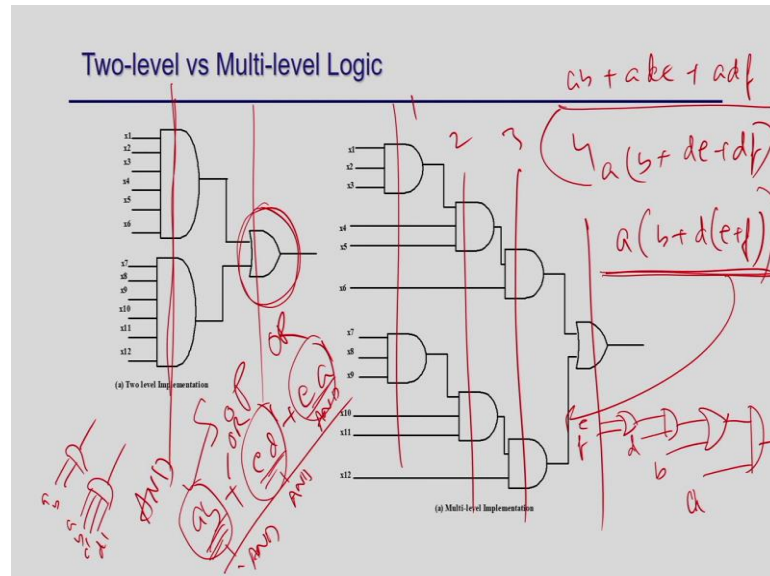 Two-level vs Multi-level Logic
ab + ade + adf
a(b + de + df)
a(b + d(e+f))
1
2
3
x1
x2
x3
x4
x5
x6
x7
x8
x9
x10
x11
x12
(a) Two level Implementation
x1
x2
x3
x4
x5
x6
x7
x8
x9
x10
x11
x12
(a) Multi-level Implementation
AND
SOP
OR
OR
ab + cd + ea
AND
AND
AND
a
b
e
f
d
b
a